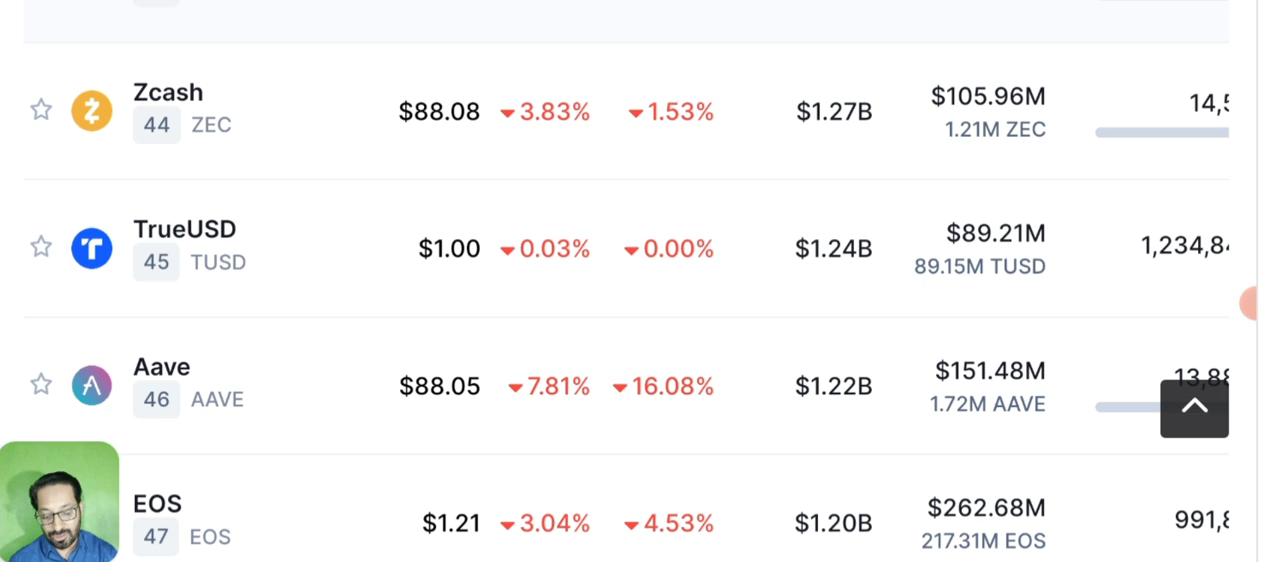 Zcash
44 ZEC
$88.08 3.83% 1.53% $1.27B $105.96M
1.21M ZEC
TrueUSD
45 TUSD
$1.00 0.03% 0.00% $1.24B $89.21M
89.15M TUSD
Aave
46 AAVE
$88.05 7.81% 16.08% $1.22B $151.48M
1.72M AAVE
EOS
47 EOS
$1.21 3.04% 4.53% $1.20B $262.68M
217.31M EOS